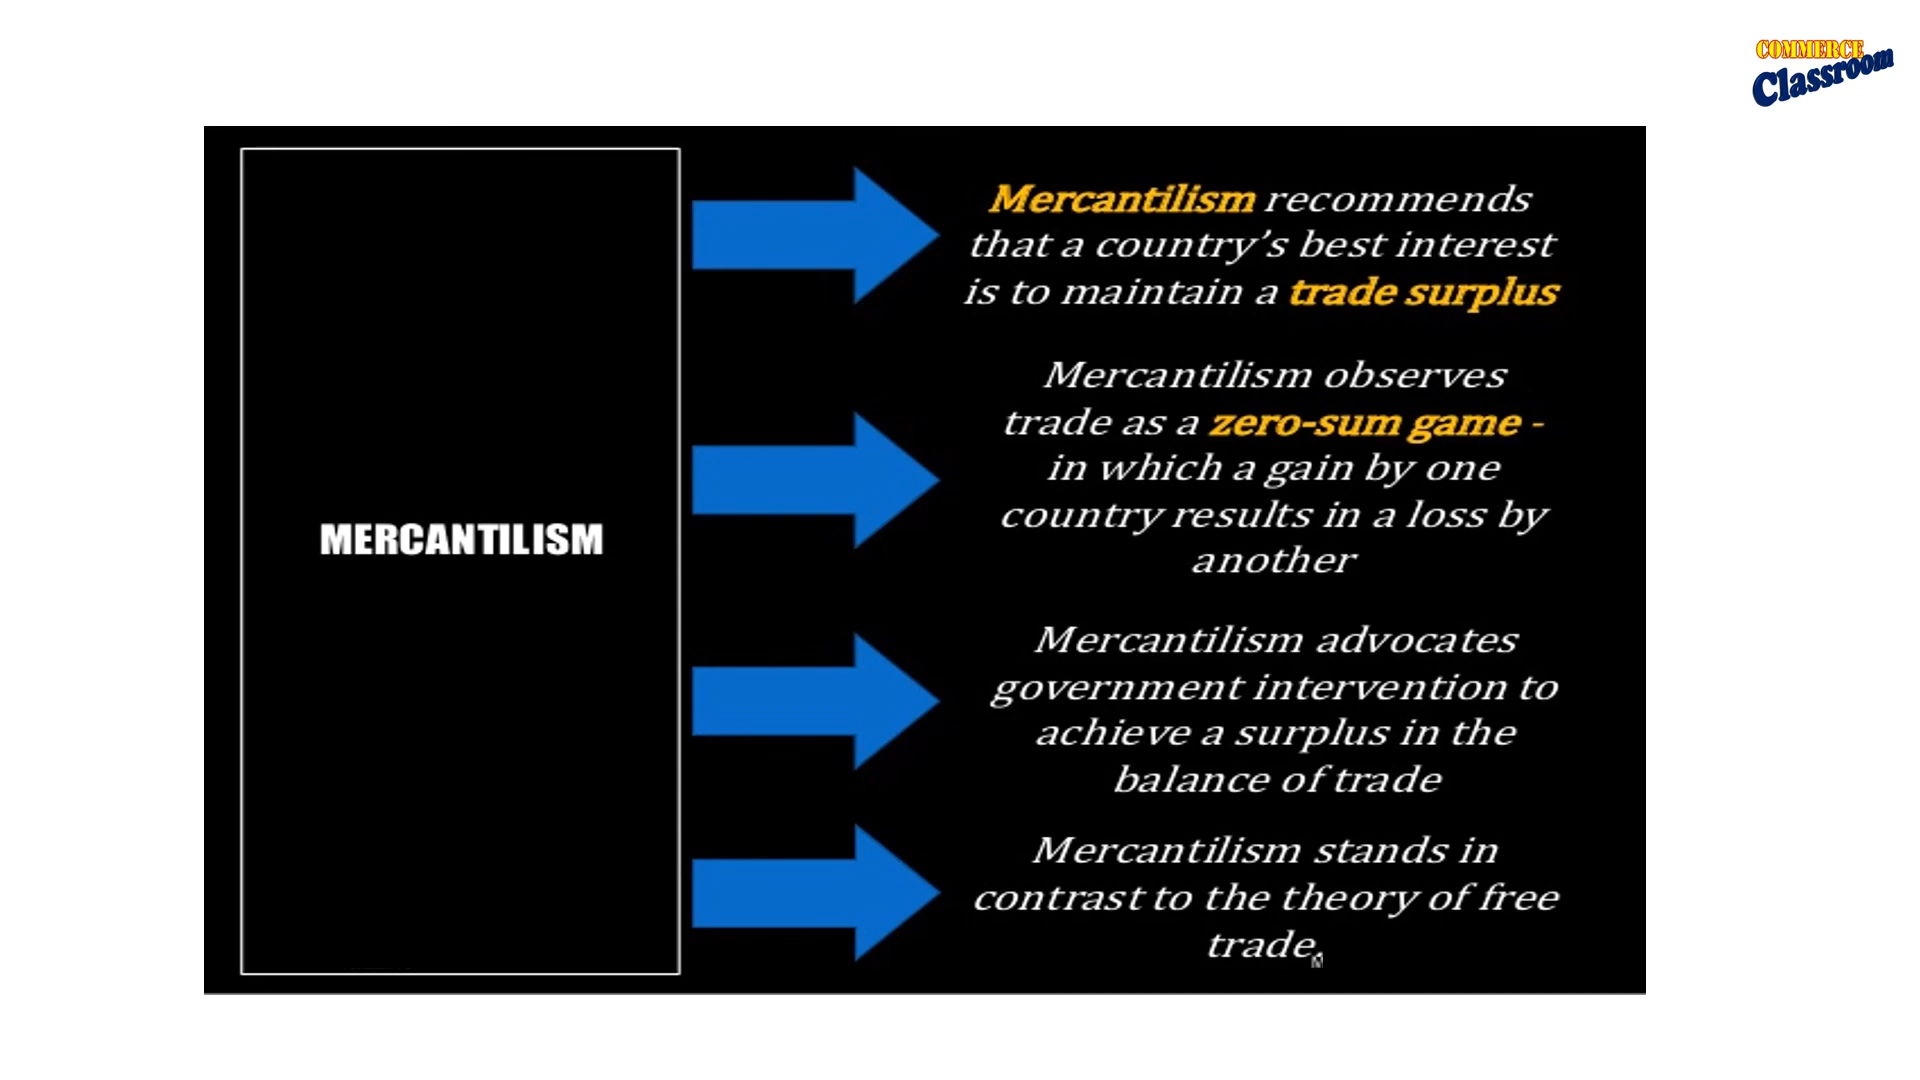 COMMERCE
Classroom
MERCANTILISM
Mercantilism recommends
that a country’s best interest
is to maintain a trade surplus
Mercantilism observes
trade as a zero-sum game -
in which a gain by one
country results in a loss by
another
Mercantilism advocates
government intervention to
achieve a surplus in the
balance of trade
Mercantilism stands in
contrast to the theory of free
trade.